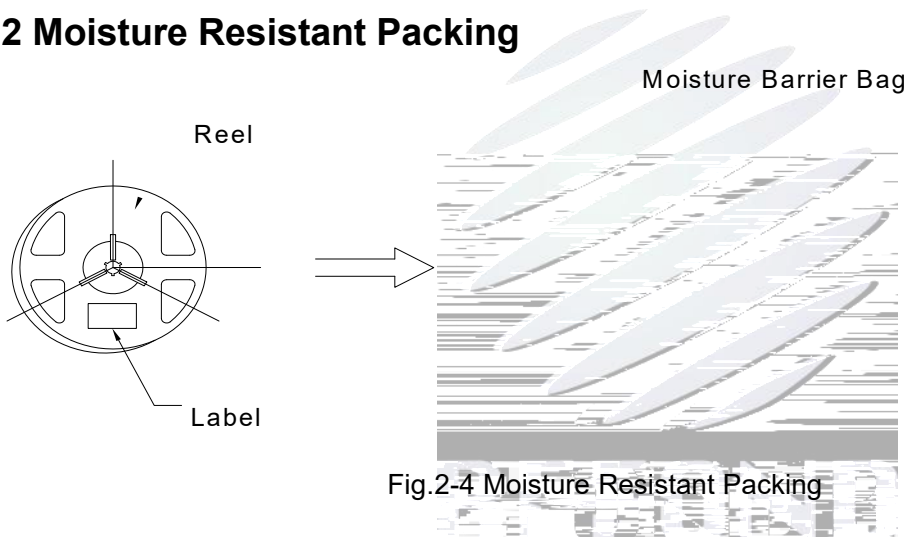 2 Moisture Resistant Packing
Moisture Barrier Bag
Reel
Label
Fig.2-4 Moisture Resistant Packing